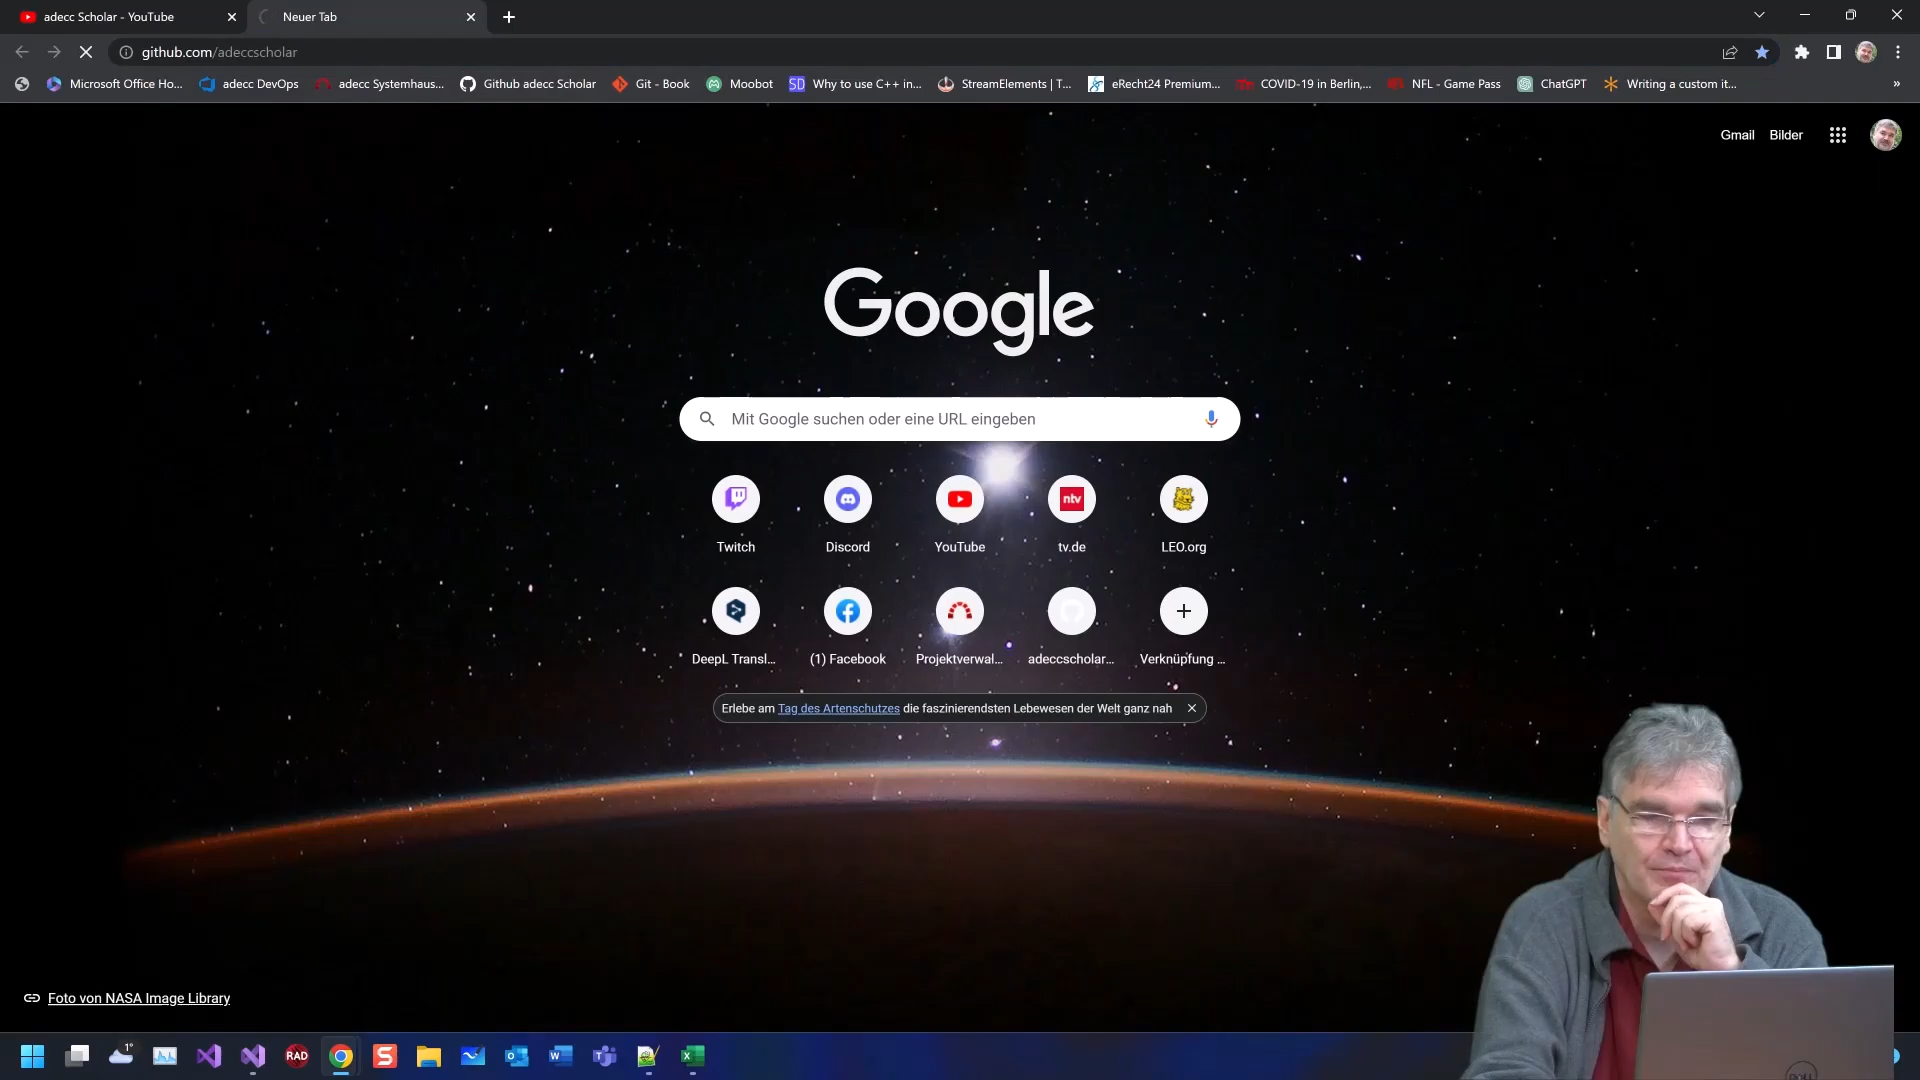 adecc Scholar - YouTube
Neuer Tab
github.com/adeccscholar
Microsoft Office Ho...
adecc DevOps
adecc Systemhaus...
Github adecc Scholar
Git - Book
Moobot
SD
Why to use C++ in...
StreamElements | T...
eRecht24 Premium...
COVID-19 in Berlin,...
NFL - Game Pass
ChatGPT
Writing a custom it...
Gmail
Bilder
Google
Mit Google suchen oder eine URL eingeben
ntv
Twitch
Discord
YouTube
tv.de
LEO.org
DeepL Transl...
(1) Facebook
Projektverwal...
adeccscholar...
Verknüpfung ...
Erlebe am Tag des Artenschutzes die faszinierendsten Lebewesen der Welt ganz nah
Foto von NASA Image Library
1°
RAD
DELL